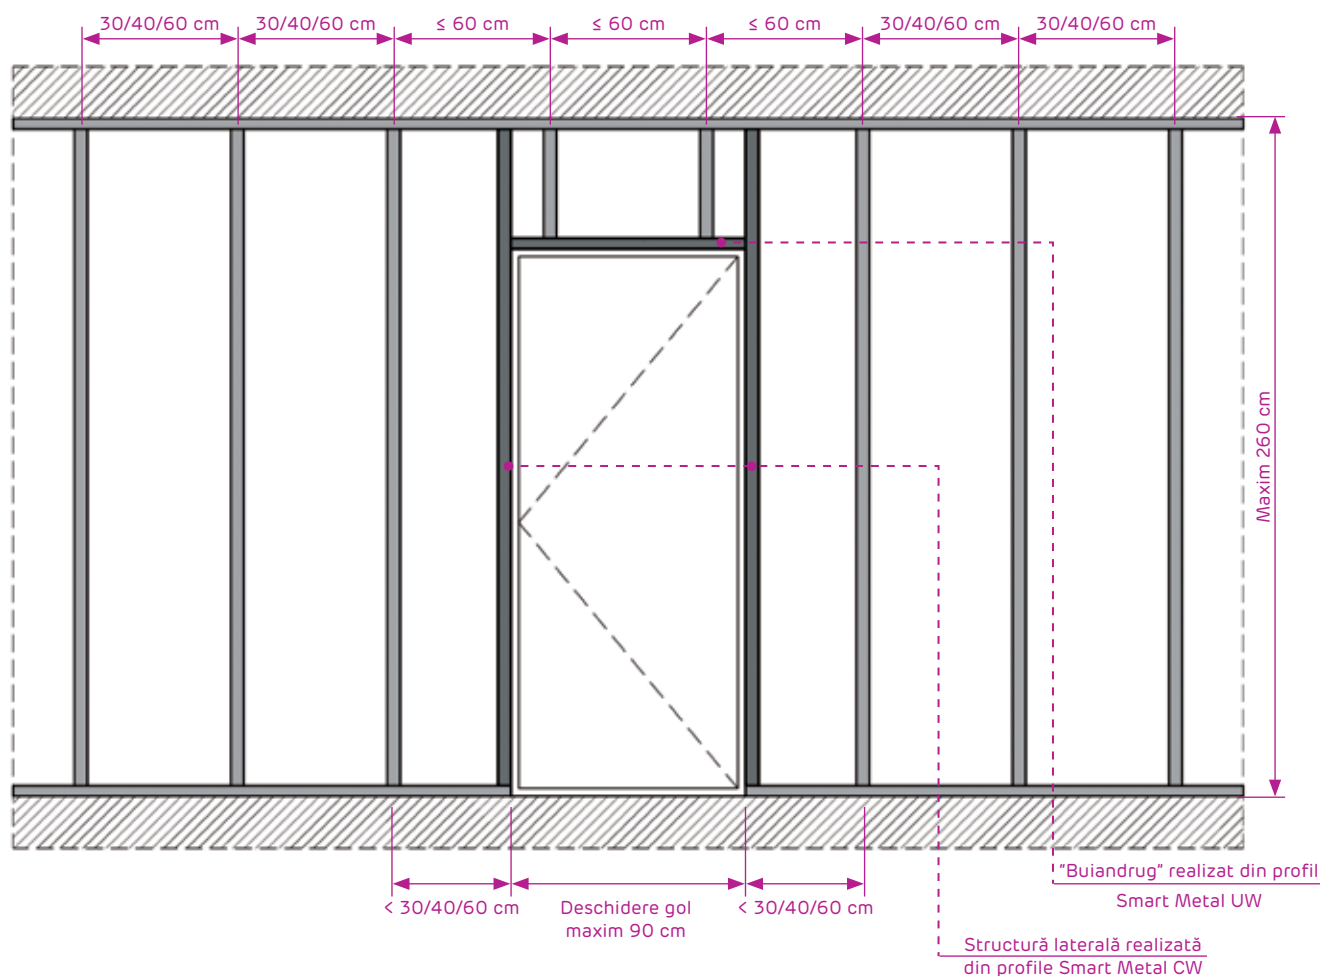 30/40/60 cm
30/40/60 cm
≤ 60 cm
≤ 60 cm
≤ 60 cm
30/40/60 cm
30/40/60 cm
Maxim 260 cm
< 30/40/60 cm
Deschidere gol
maxim 90 cm
< 30/40/60 cm
"Buiandrug" realizat din profil
Smart Metal UW
Structură laterală realizată
din profile Smart Metal CW